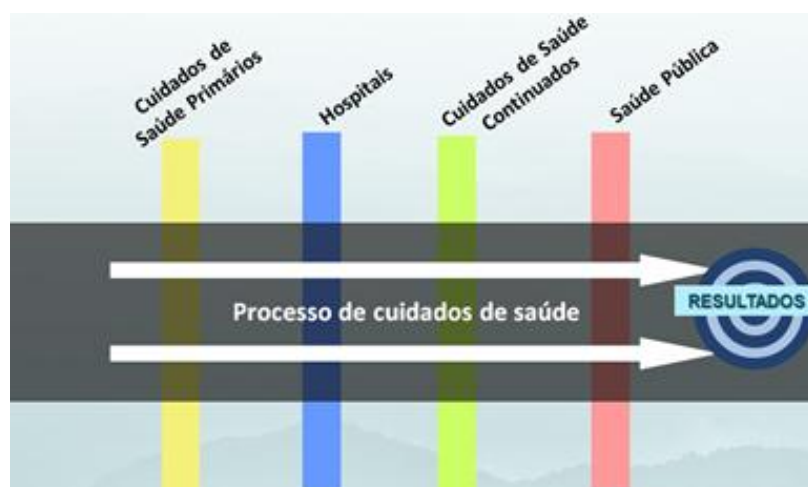 Cuidados de
Saúde Primários
Hospitais
Cuidados de Saúde
Continuados
Saúde Pública
Processo de cuidados de saúde
RESULTADOS